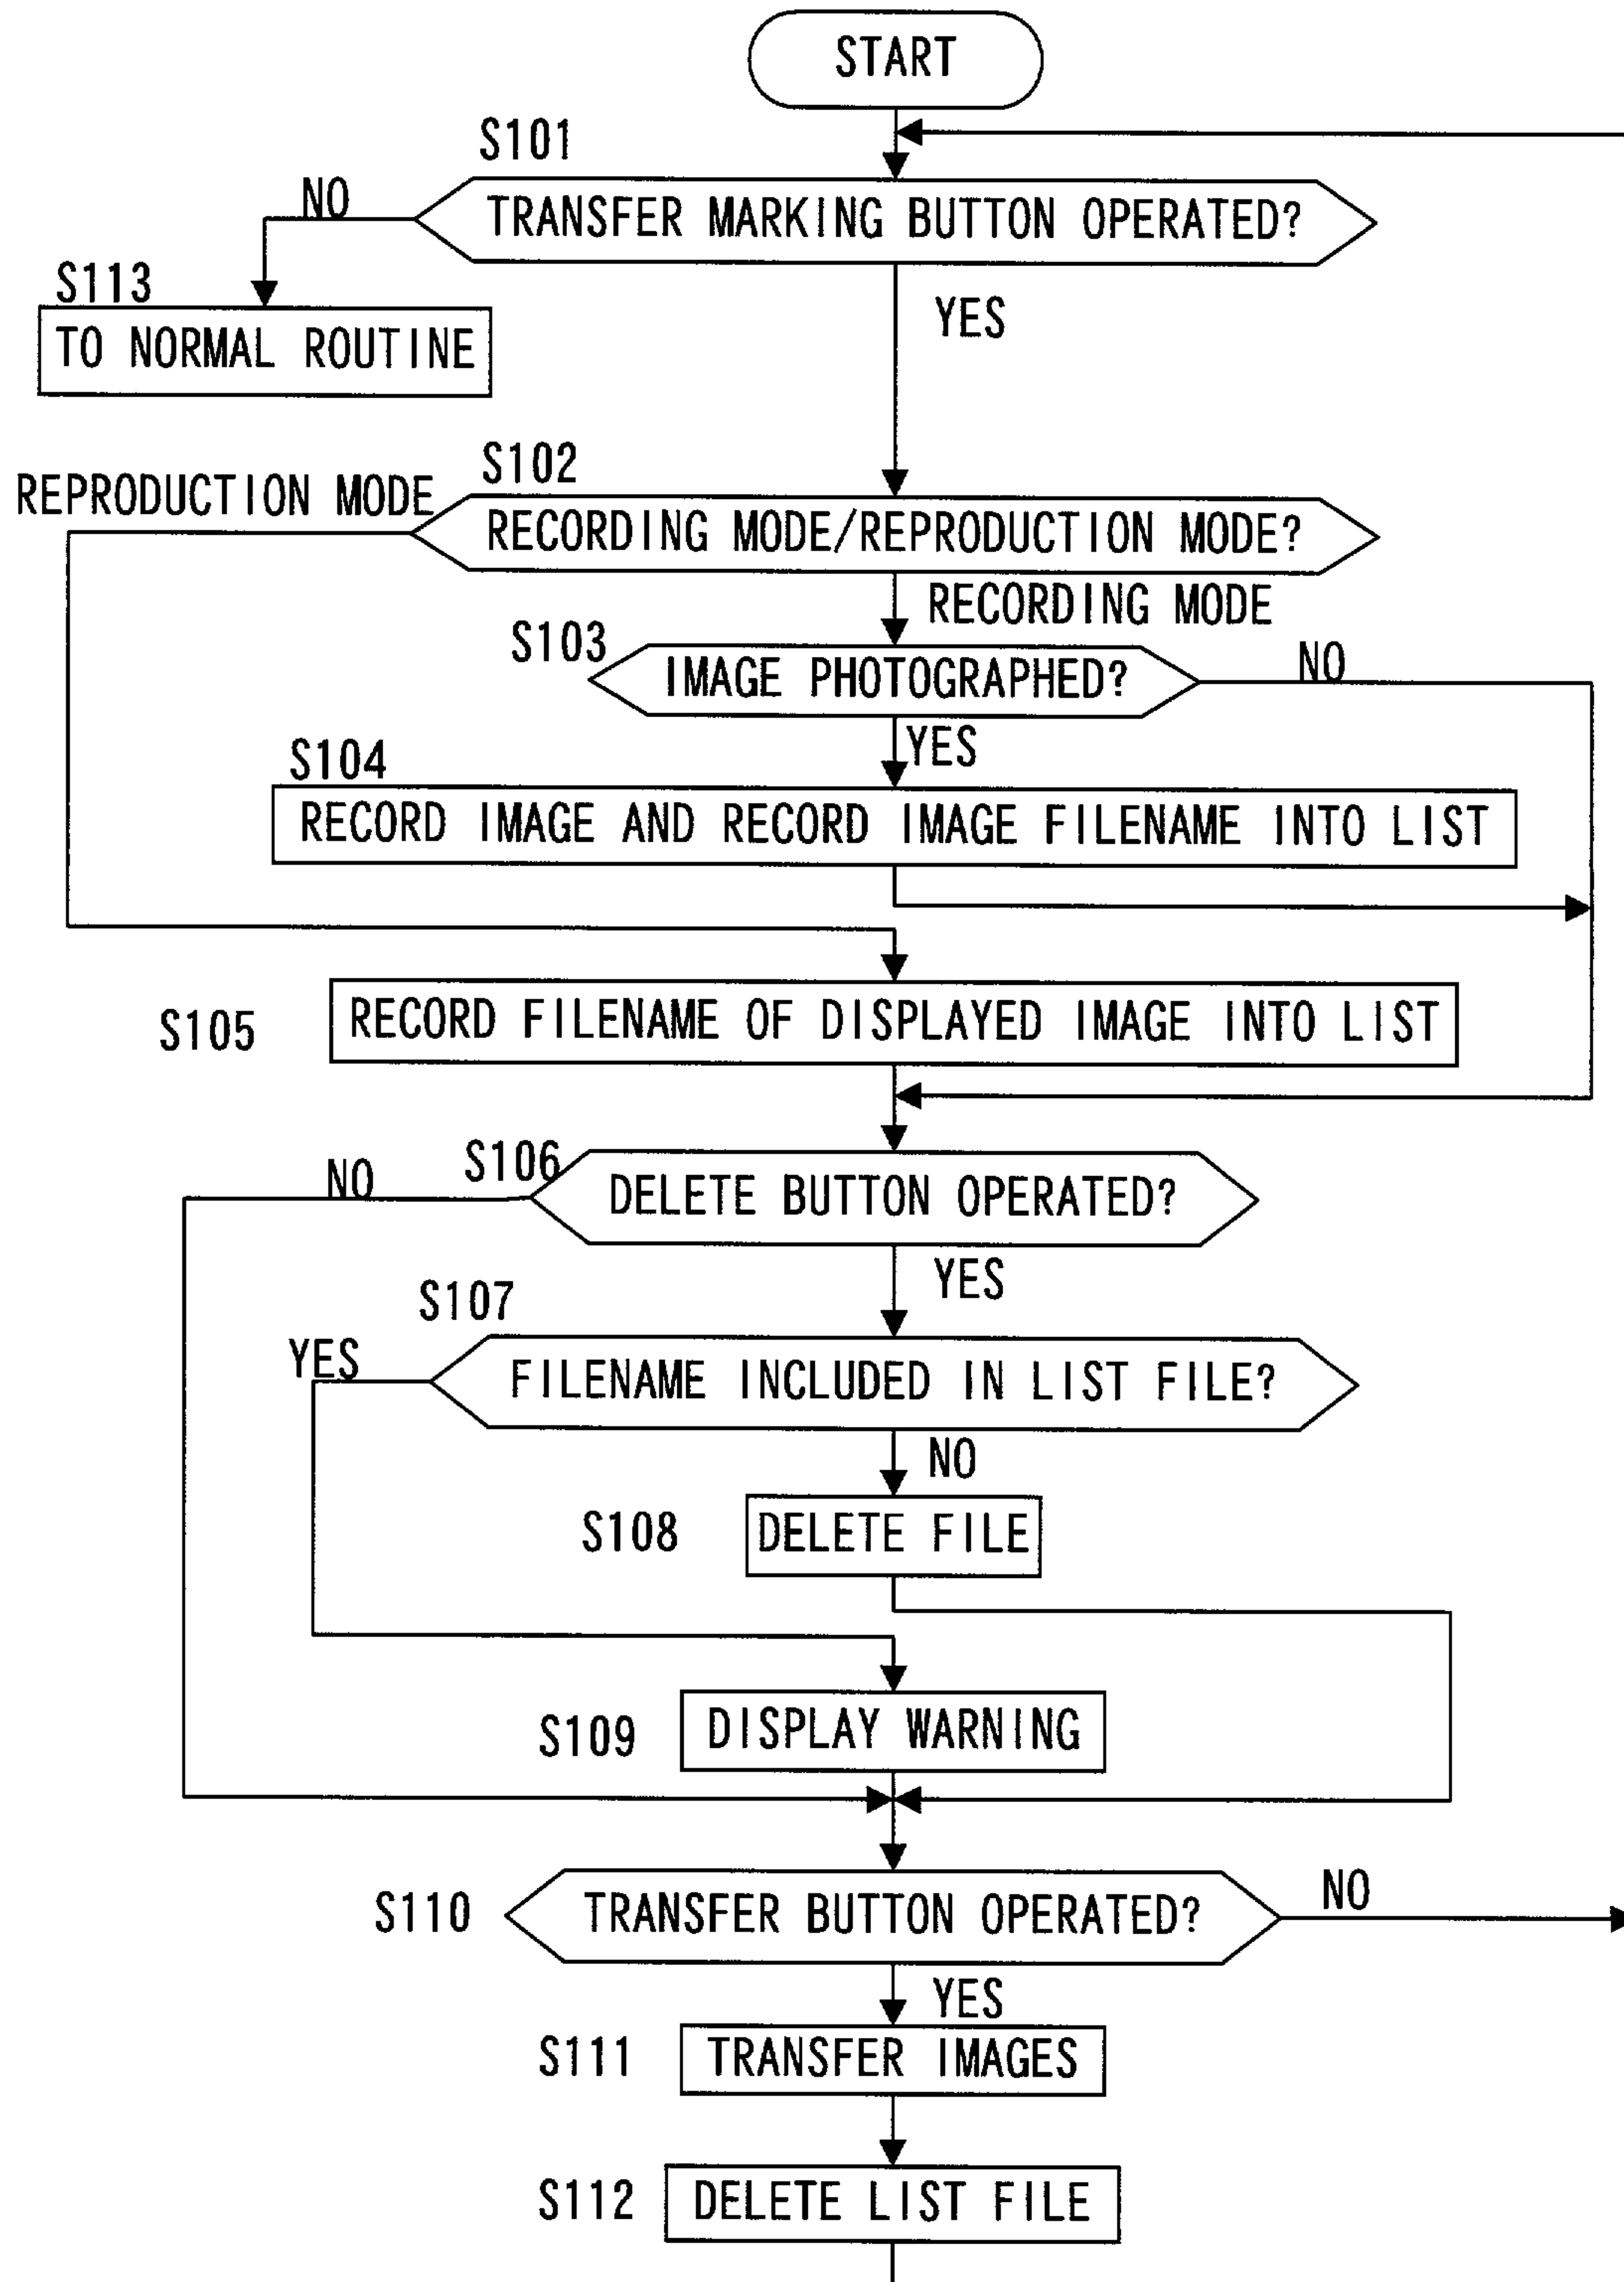 START
S101
NO
TRANSFER MARKING BUTTON OPERATED?
S113
YES
TO NORMAL ROUTINE
S102
REPRODUCTION MODE
RECORDING MODE/REPRODUCTION MODE?
RECORDING MODE
S103
IMAGE PHOTOGRAPHED?
NO
YES
S104
RECORD IMAGE AND RECORD IMAGE FILENAME INTO LIST
S105
RECORD FILENAME OF DISPLAYED IMAGE INTO LIST
S106
NO
DELETE BUTTON OPERATED?
YES
S107
YES
FILENAME INCLUDED IN LIST FILE?
NO
S108
DELETE FILE
S109
DISPLAY WARNING
S110
TRANSFER BUTTON OPERATED?
NO
YES
S111
TRANSFER IMAGES
S112
DELETE LIST FILE